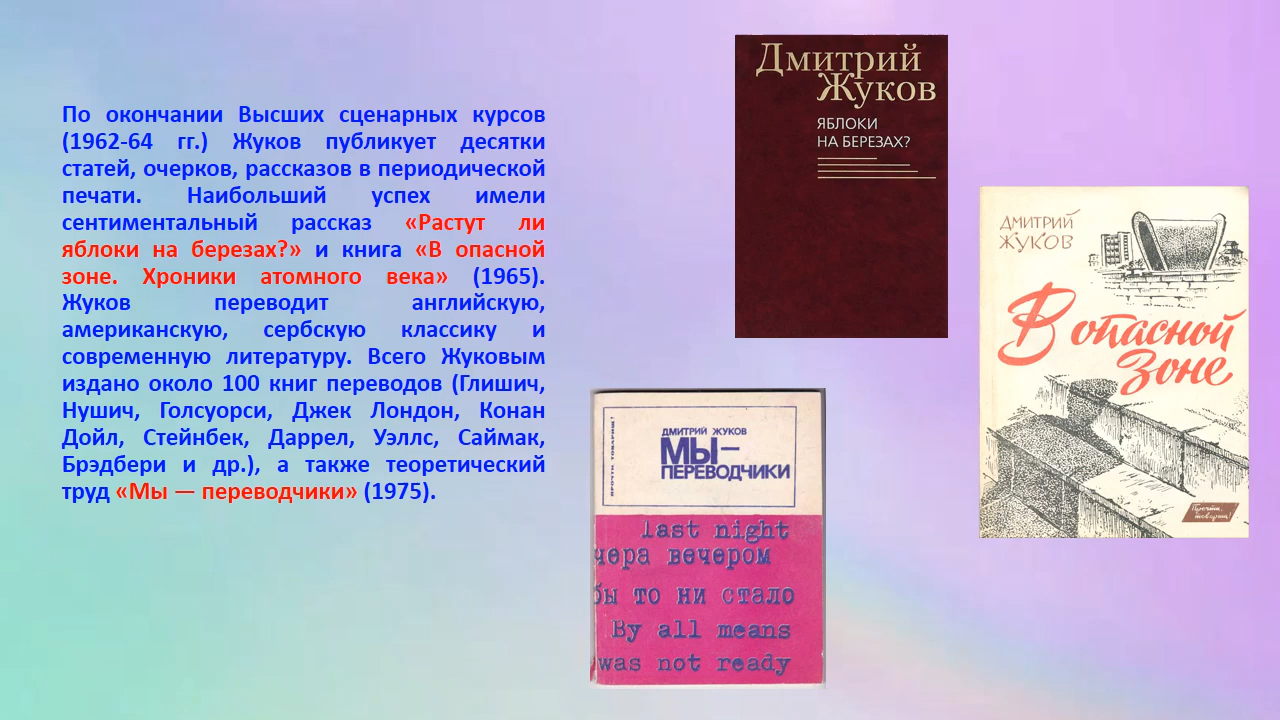 По окончании Высших сценарных курсов
(1962-64 гг.) Жуков публикует десятки
статей, очерков, рассказов в периодической
печати. Наибольший успех имели
сентиментальный рассказ «Растут ли
яблоки на березах?» и книга «В опасной
зоне. Хроники атомного века» (1965).
Жуков переводит английскую,
американскую, сербскую классику и
современную литературу. Всего Жуковым
издано около 100 книг переводов (Глишич,
Нушич, Голсуорси, Джек Лондон, Конан
Дойл, Стейнбек, Даррел, Уэллс, Саймак,
Брэдбери и др.), а также теоретический
труд «Мы — переводчики» (1975).
Дмитрий
Жуков
ЯБЛОКИ
НА БЕРЕЗАХ?
ДМИТРИЙ
ЖУКОВ
В опасной
зоне
Прочти,
товарищ!
ПРОЧТИ, ТОВАРИЩ!
ДМИТРИЙ ЖУКОВ
МЫ—
ПЕРЕВОДЧИКИ
last night
чера вечером
бы то ни стало
By all means
was not ready